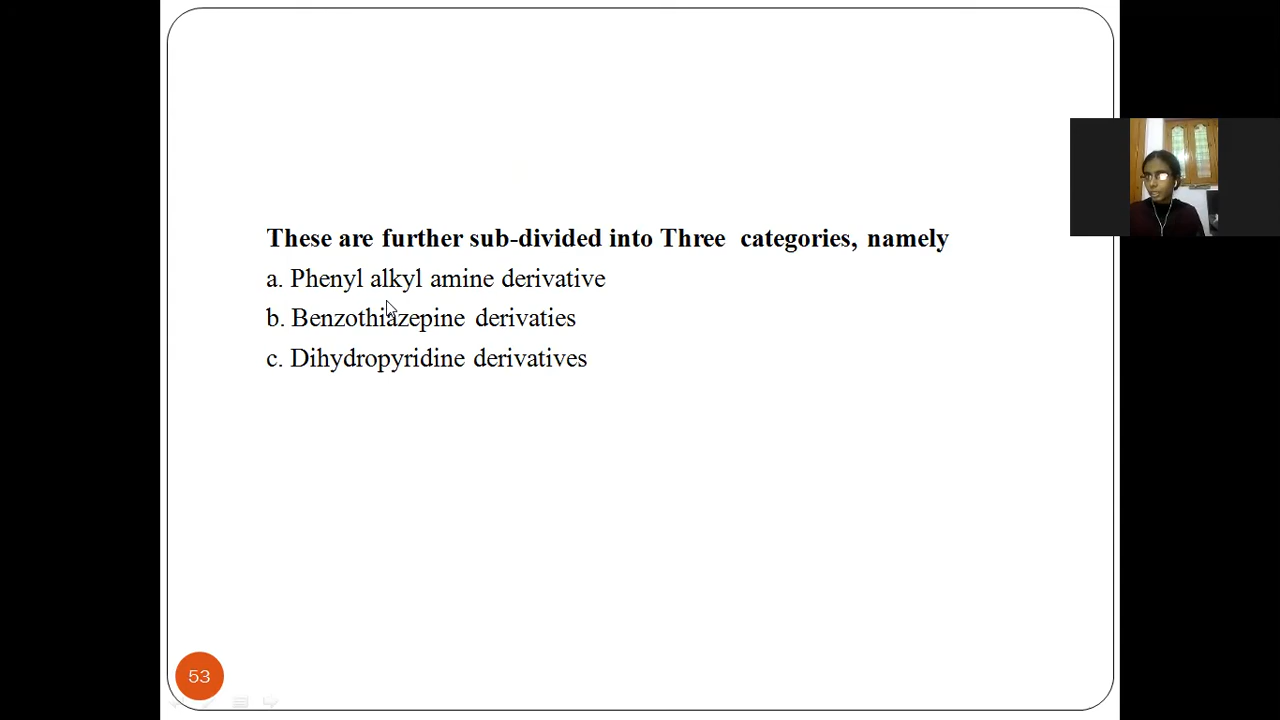 These are further sub-divided into Three categories, namely
a. Phenyl alkyl amine derivative
b. Benzothiazepine derivaties
c. Dihydropyridine derivatives
53